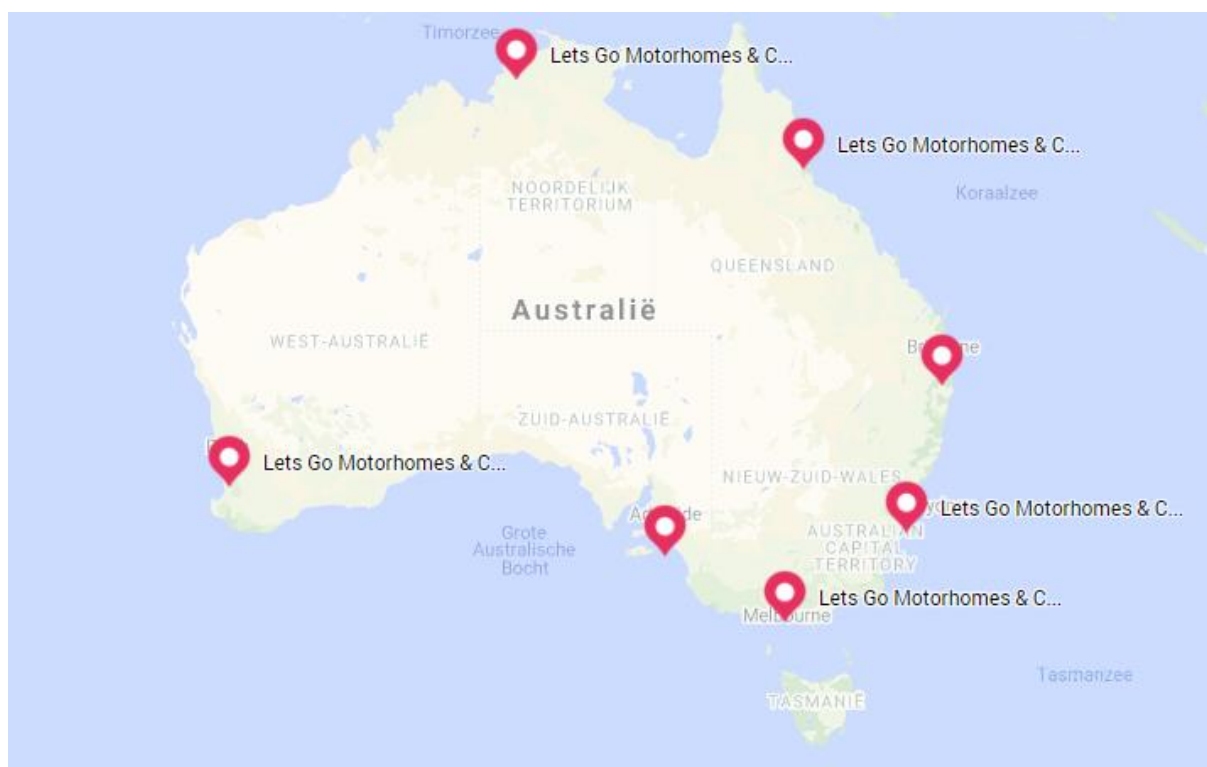 Timorzee
Lets Go Motorhomes & C...
Lets Go Motorhomes & C...
NOORDELIJK
TERRITORIUM
Koraalzee
QUEENSLAND
Australië
WEST-AUSTRALIË
ZUID-AUSTRALIË
Lets Go Motorhomes & C...
NIEUW-ZUID-WALES
Lets Go Motorhomes & C...
Grote
Australische
Bocht
AUSTRALIAN
CAPITAL
TERRITORY
Lets Go Motorhomes & C...
Melbourne
Tasmanzee
TASMANIË